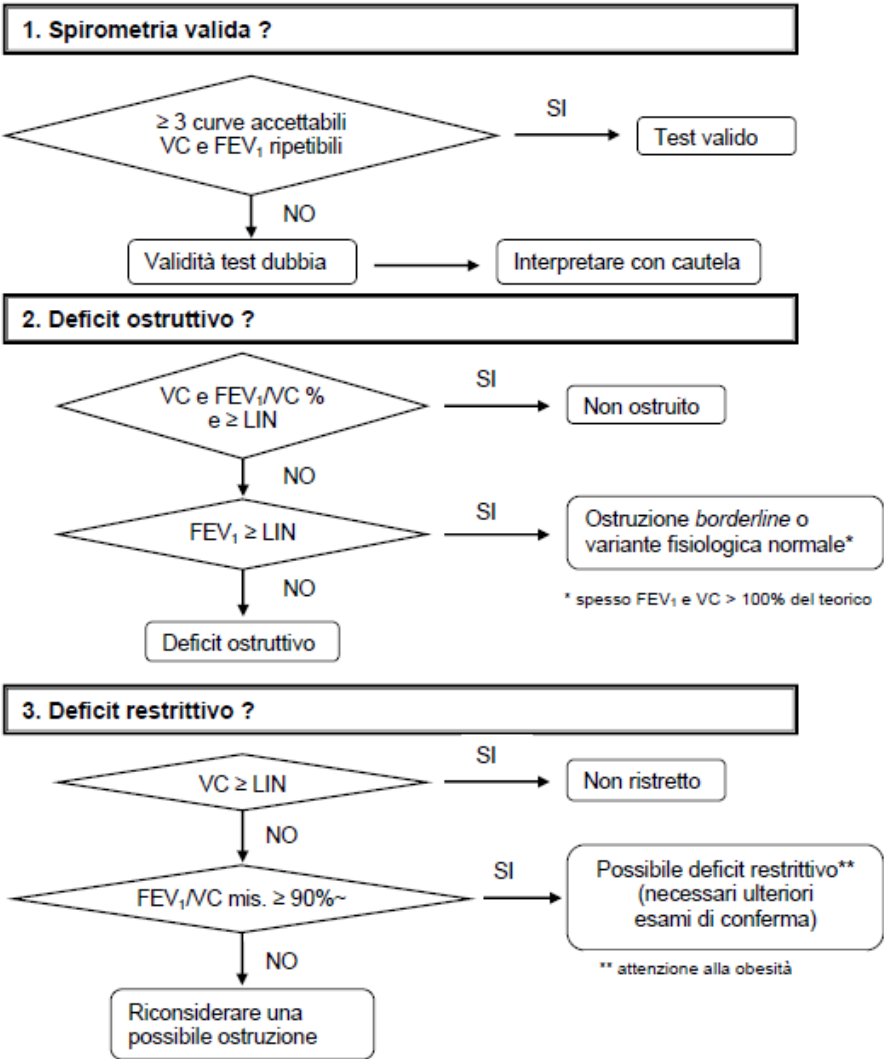 1. Spirometria valida ?
≥ 3 curve accettabili
VC e FEV₁ ripetibili
SI
Test valido
NO
Validità test dubbia
Interpretare con cautela
2. Deficit ostruttivo ?
VC e FEV₁/VC %
e ≥ LIN
SI
Non ostruito
NO
FEV₁ ≥ LIN
SI
Ostruzione borderline o
variante fisiologica normale*
NO
* spesso FEV₁ e VC > 100% del teorico
Deficit ostruttivo
3. Deficit restrittivo ?
VC ≥ LIN
SI
Non ristretto
NO
FEV₁/VC mis. ≥ 90%~
SI
Possibile deficit restrittivo**
(necessari ulteriori
esami di conferma)
NO
** attenzione alla obesità
Riconsiderare una
possibile ostruzione